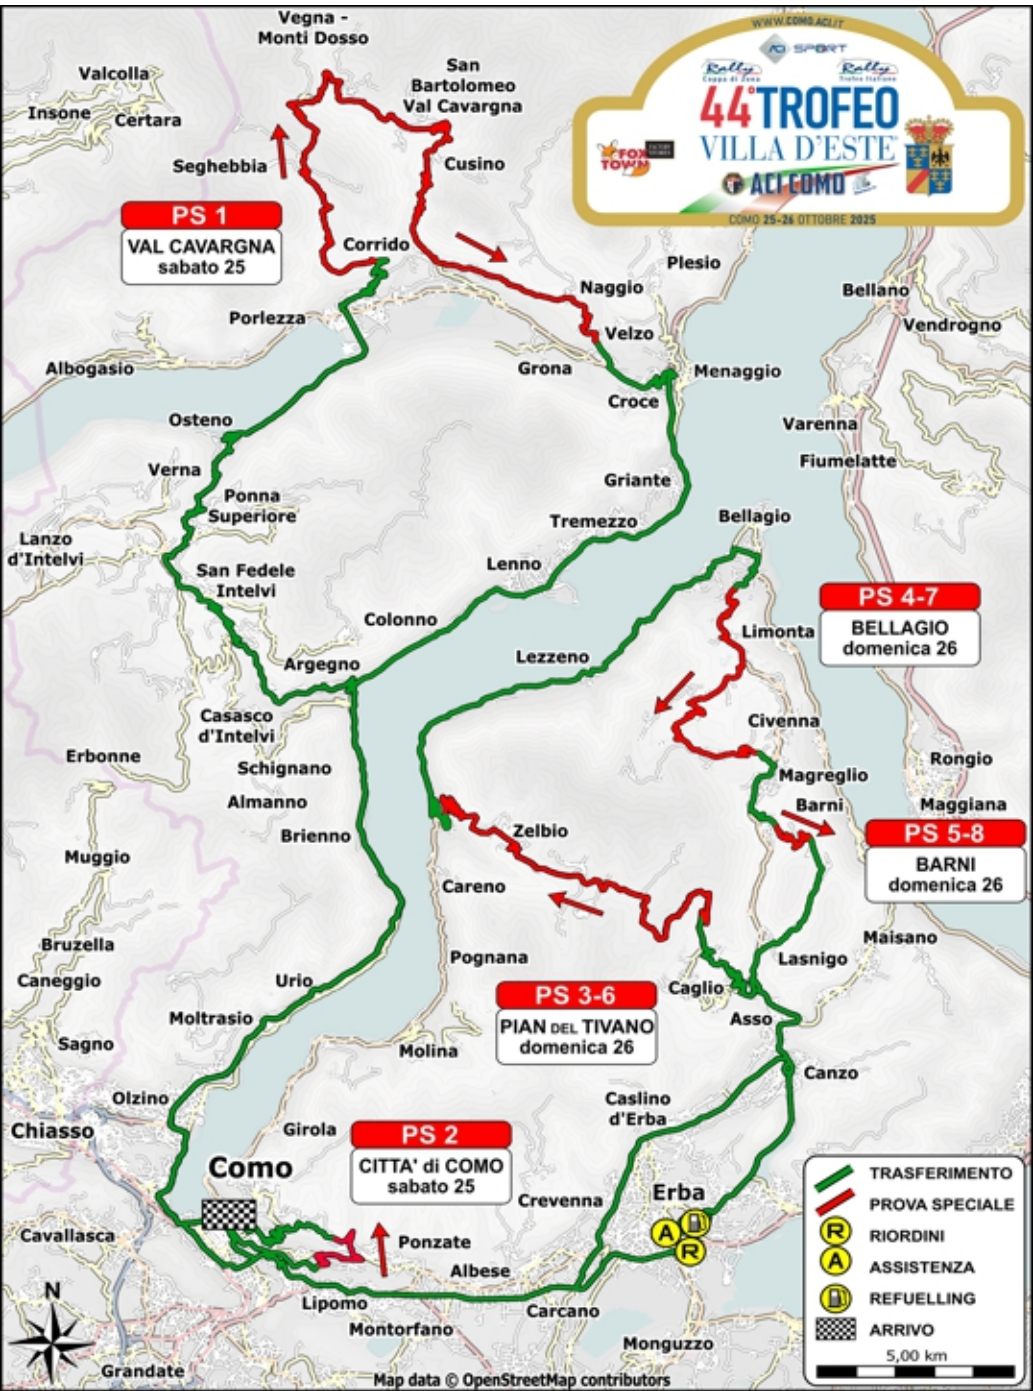 Vegna -
Monti Dosso
WWW.COMO.ACI.IT
ACI SPORT
Rally
Coppa di Zona
Rally
Trofeo Italiano
44° TROFEO
VILLA D'ESTE
FOX
TOWN
FACTORY
STORES
ACI COMO
COMO 25-26 OTTOBRE 2025
San
Bartolomeo
Val Cavargna
Valcolla
Insone
Certara
Seghebbia
Cusino
PS 1
VAL CAVARGNA
sabato 25
Corrido
Plesio
Naggio
Bellano
Porlezza
Velzo
Vendrogno
Albogasio
Grona
Menaggio
Croce
Osteno
Varenna
Verna
Fiumelatte
Griante
Ponna
Superiore
Tremezzo
Bellagio
Lanzo
d'Intelvi
Lenno
San Fedele
Intelvi
PS 4-7
BELLAGIO
domenica 26
Colonno
Limonta
Lezzeno
Argegno
Casasco
d'Intelvi
Civenna
Erbonne
Schignano
Rongio
Magreglio
Almanno
Barni
Maggiana
Brienno
Zelbio
PS 5-8
BARNI
domenica 26
Muggio
Careno
Bruzella
Maisano
Caneggio
Urio
Pognana
Lasnigo
Caglio
PS 3-6
PIAN DEL TIVANO
domenica 26
Moltrasio
Asso
Sagno
Molina
Canzo
Olzino
Caslino
d'Erba
Chiasso
Girola
PS 2
CITTA' di COMO
sabato 25
Como
Crevenna
Erba
A
R
Cavallasca
Ponzate
Albese
N
Lipomo
Carcano
Montorfano
Monguzzo
Grandate
TRASFERIMENTO
PROVA SPECIALE
R
RIORDINI
A
ASSISTENZA
REFUELLING
ARRIVO
5,00 km
Map data © OpenStreetMap contributors